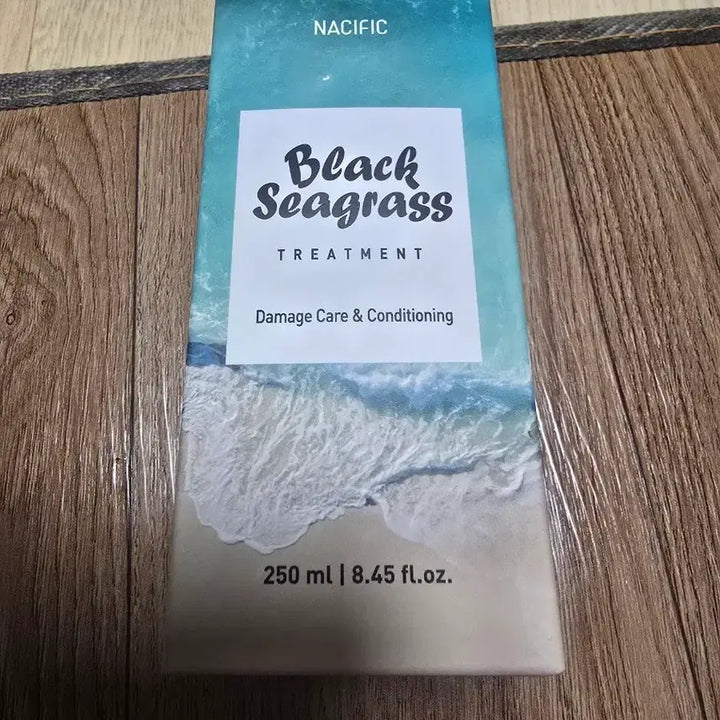 NACIFIC
Black
Seagrass
TREATMENT
Damage Care & Conditioning
250 ml | 8.45 fl.oz.